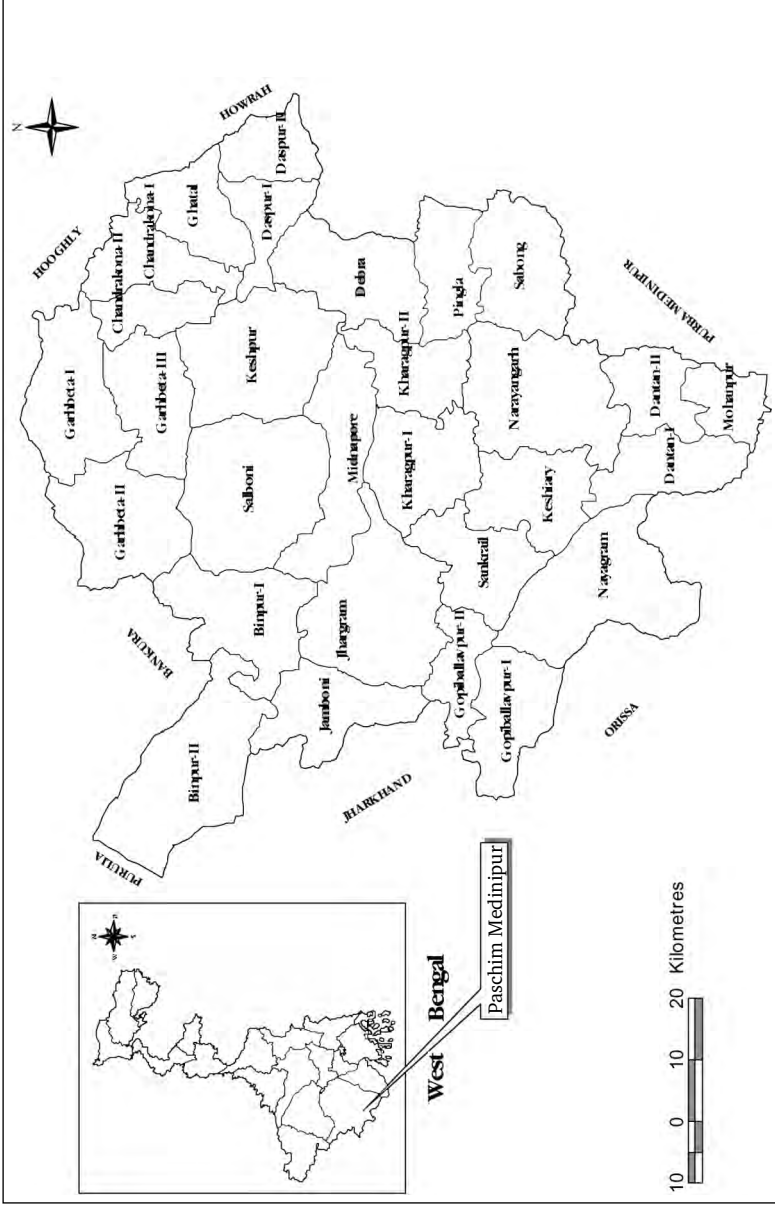 N
HOWRAH
HOOGHLY
Daspur-II
Chandrakona-I
Chandrakona-II
Ghatal
Daspur-I
Garhbeta-I
Garhbeta-III
Keshpur
Debra
Pingla
Sabong
PURBA MEDINIPUR
Kharagpur-II
Garhbeta-II
Salboni
Midnapore
Kharagpur-I
Narayangarh
Dantan-II
Mohanpur
Dantan-I
Keshiary
BANKURA
Binpur-I
Jhargram
Sankrail
Nayagram
Binpur-II
Jamboni
Gopiballavpur-II
Gopiballavpur-I
ORISSA
PURULIA
JHARKHAND
West Bengal
Paschim Medinipur
10 0 10 20 Kilometres